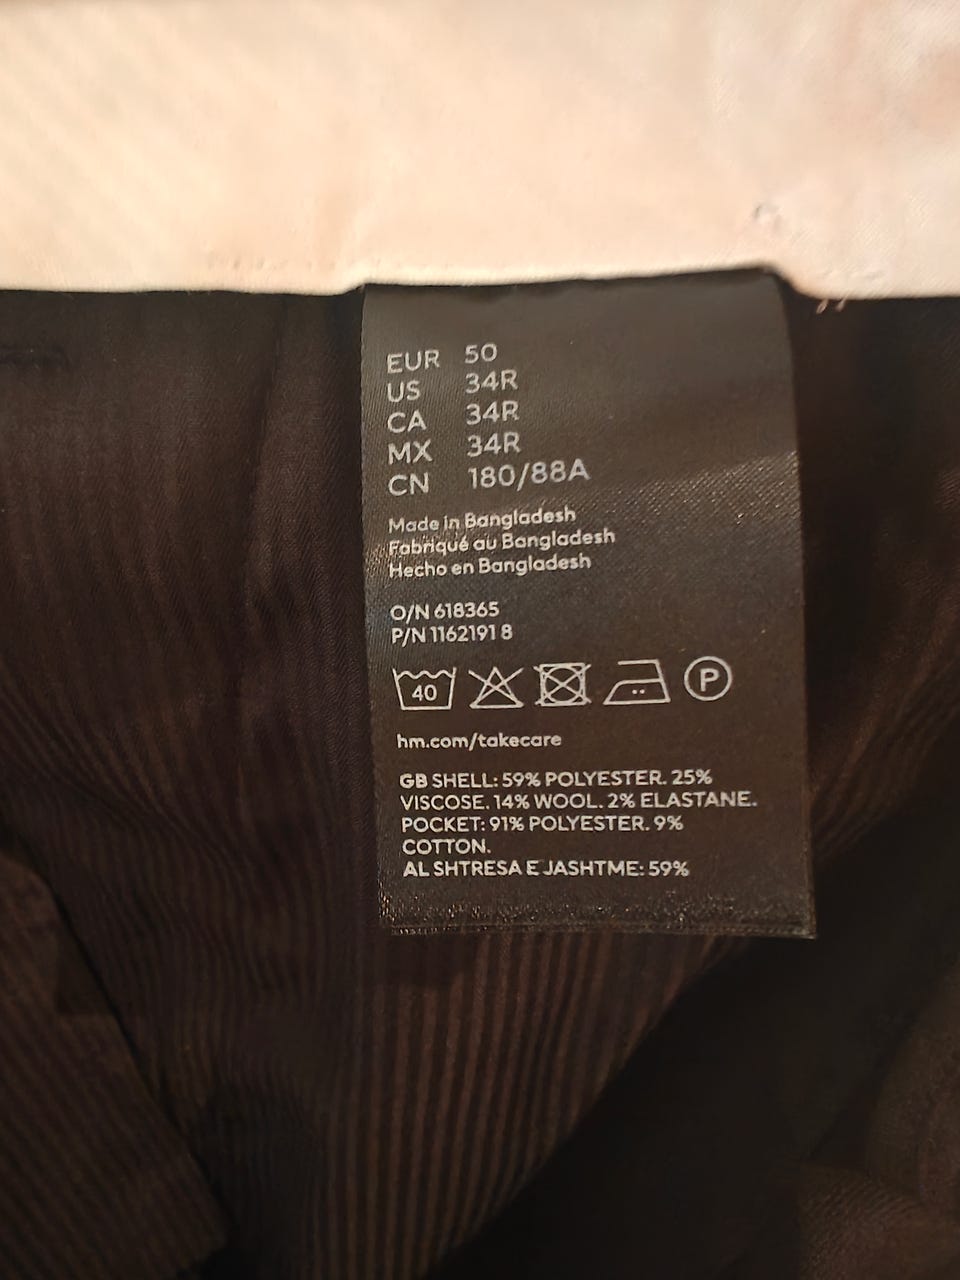 EUR 50
US 34R
CA 34R
MX 34R
CN 180/88A
Made in Bangladesh
Fabriqué au Bangladesh
Hecho en Bangladesh
O/N 618365
P/N 1162191 8
40 P
hm.com/takecare
GB SHELL: 59% POLYESTER. 25%
VISCOSE. 14% WOOL. 2% ELASTANE.
POCKET: 91% POLYESTER. 9%
COTTON.
AL SHTRESA E JASHTME: 59%